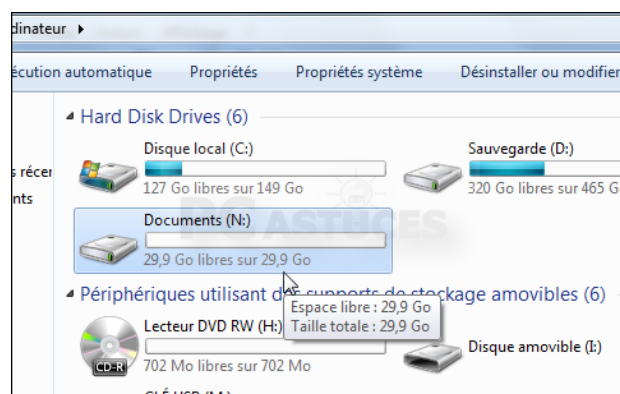 dinateur
écution automatique Propriétés Propriétés système Désinstaller ou modifier
Hard Disk Drives (6)
Disque local (C:)
127 Go libres sur 149 Go
Sauvegarde (D:)
320 Go libres sur 465 G
s récer
nts
Documents (N:)
29,9 Go libres sur 29,9 Go
PC ASTUCES
Périphériques utilisant des supports de stockage amovibles (6)
Espace libre : 29,9 Go
Taille totale : 29,9 Go
Lecteur DVD RW (H:)
702 Mo libres sur 702 Mo
CD-R
Disque amovible (I:)
CLÉ USB (M:)